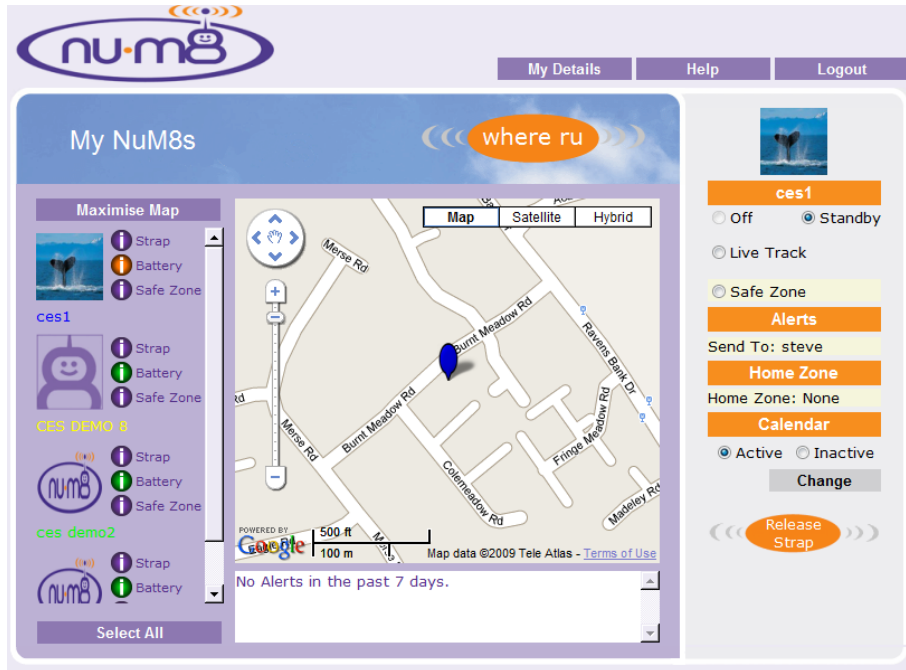 nu·m8
My Details
Help
Logout
My NuM8s
where ru
Maximise Map
Strap
Battery
Safe Zone
ces1
Strap
Battery
Safe Zone
CES DEMO 8
num8
Strap
Battery
Safe Zone
ces demo2
num8
Strap
Battery
Select All
Map
Satellite
Hybrid
Merse Rd
Burnt Meadow Rd
Ravens Bank Dr
Burnt Meadow Rd
Merse Rd
Fringe Meadow Rd
Colemeadow Rd
Madeley Rd
rd
POWERED BY
Google
500 ft
100 m
Map data ©2009 Tele Atlas - Terms of Use
No Alerts in the past 7 days.
ces1
Off
Standby
Live Track
Safe Zone
Alerts
Send To: steve
Home Zone
Home Zone: None
Calendar
Active
Inactive
Change
Release
Strap